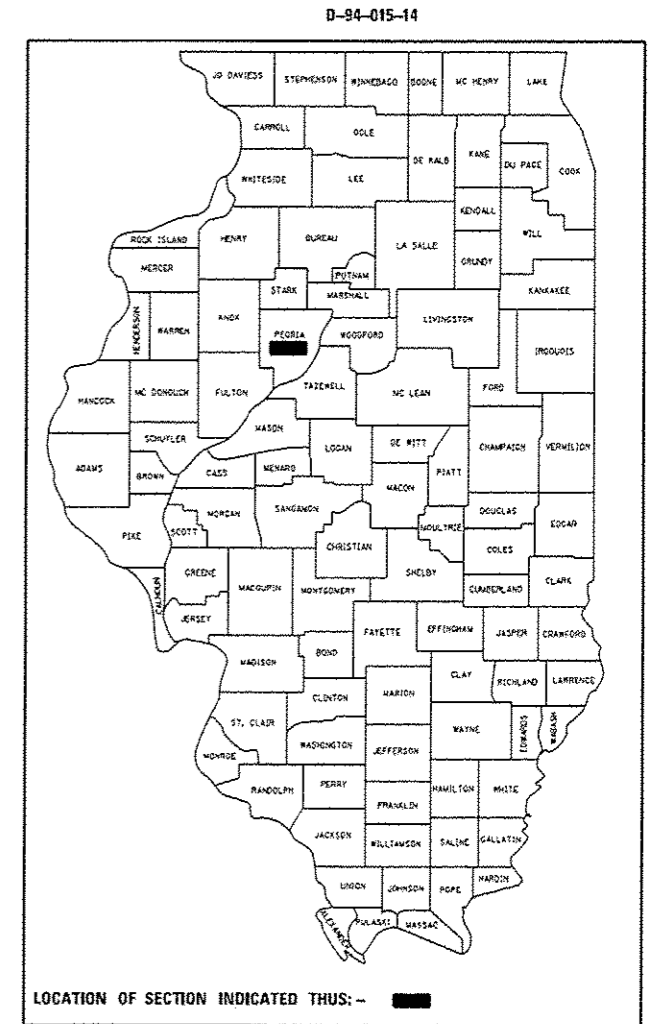 D-94-015-14
JO DAVIESS STEPHENSON WINNEBAGO BOONE MC HENRY LAKE
CARROLL OGLE
DE KALB KANE DU PAGE COOK
WHITESIDE LEE
KENDALL
ROCK ISLAND HENRY BUREAU LA SALLE GRUNDY WILL
MERCER PUTNAM
STARK MARSHALL KANKAKEE
HENDERSON WARREN KNOX PEORIA WOODFORD LIVINGSTON IROQUOIS
HANCOCK MC DONOUGH FULTON TAZEWELL MC LEAN FORD
MASON
SCHUYLER LOGAN DE WITT CHAMPAIGN VERMILION
ADAMS BROWN CASS MENARD PIATT
MACON
PIKE SCOTT MORGAN SANGAMON MOULTRIE DOUGLAS EDGAR
CHRISTIAN COLES
CALHOUN GREENE MACOUPIN MONTGOMERY SHELBY CUMBERLAND CLARK
JERSEY
FAYETTE EFFINGHAM JASPER CRAWFORD
MADISON BOND
CLINTON MARION CLAY RICHLAND LAWRENCE
ST. CLAIR WAYNE EDWARDS WABASH
MONROE WASHINGTON JEFFERSON
RANDOLPH PERRY HAMILTON WHITE
FRANKLIN
JACKSON WILLIAMSON SALINE GALLATIN
UNION JOHNSON POPE HARDIN
ALEXANDER PULASKI MASSAC
LOCATION OF SECTION INDICATED THUS: -